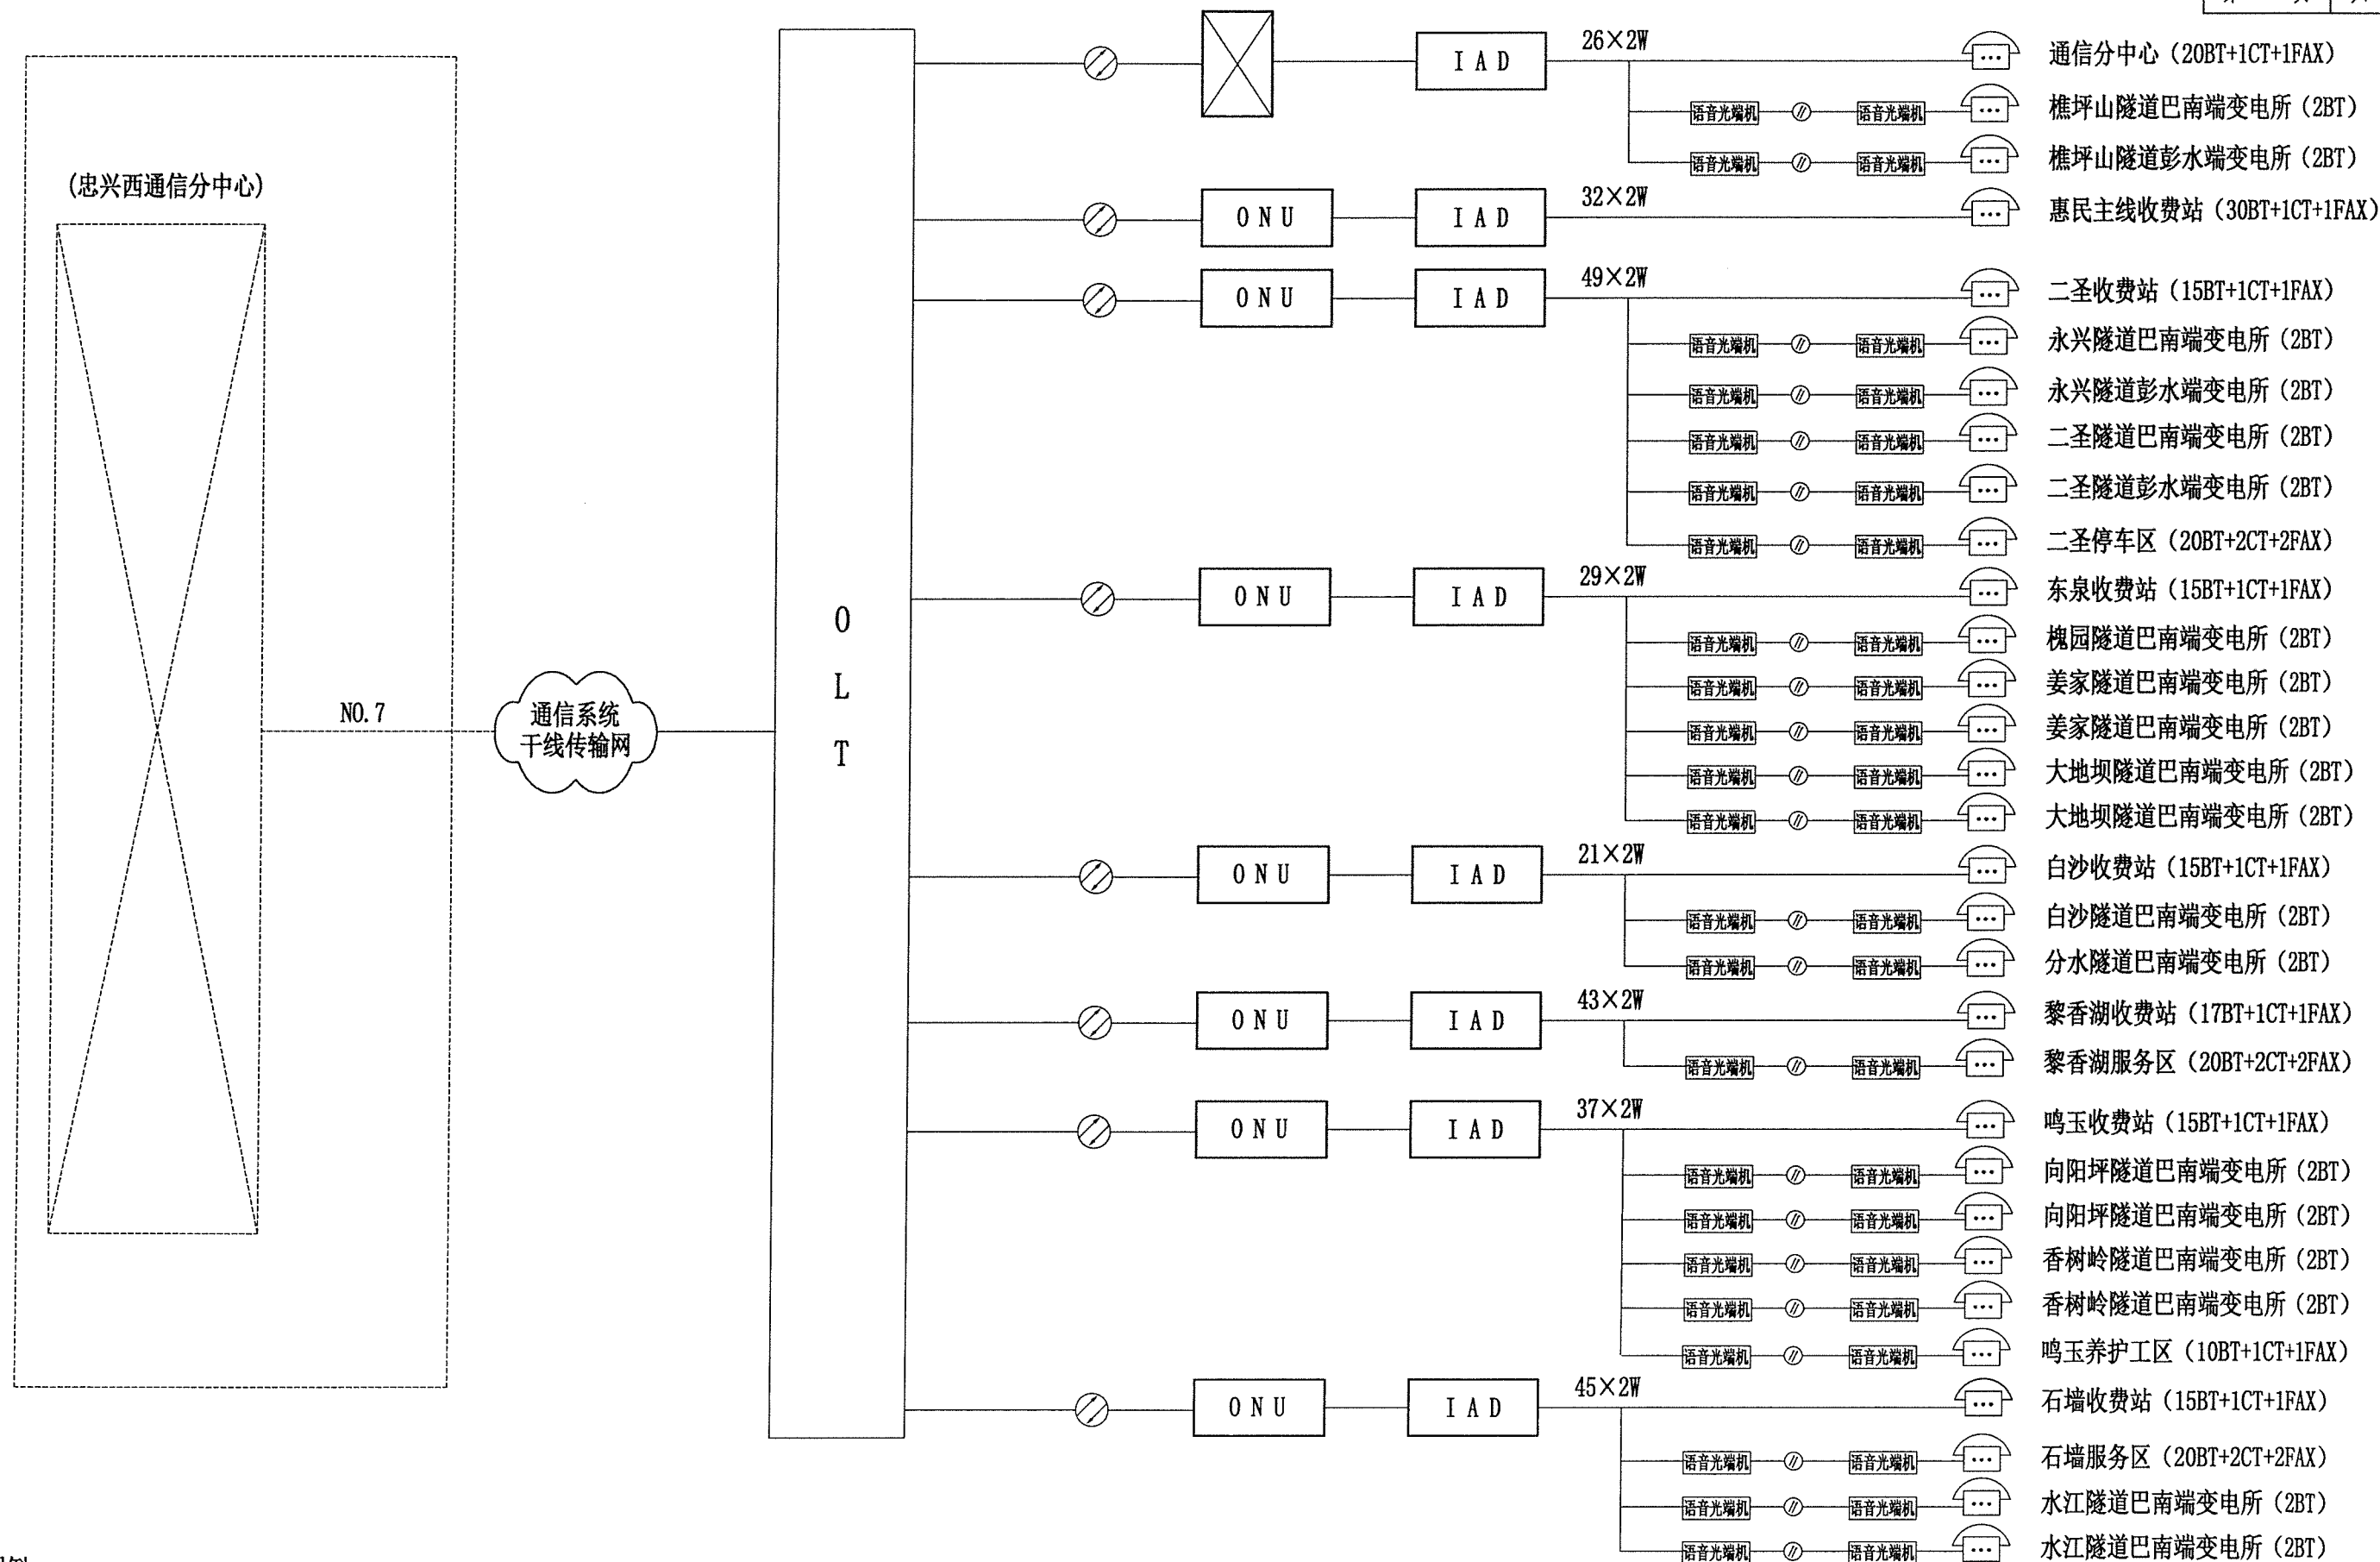 (忠兴西通信分中心)
NO.7
通信系统
干线传输网
O
L
T
IAD
26×2W
通信分中心(20BT+1CT+1FAX)
语音光端机 语音光端机
樵坪山隧道巴南端变电所(2BT)
语音光端机 语音光端机
樵坪山隧道彭水端变电所(2BT)
ONU
IAD
32×2W
惠民主线收费站(30BT+1CT+1FAX)
ONU
IAD
49×2W
二圣收费站(15BT+1CT+1FAX)
语音光端机 语音光端机
永兴隧道巴南端变电所(2BT)
语音光端机 语音光端机
永兴隧道彭水端变电所(2BT)
语音光端机 语音光端机
二圣隧道巴南端变电所(2BT)
语音光端机 语音光端机
二圣隧道彭水端变电所(2BT)
语音光端机 语音光端机
二圣停车区(20BT+2CT+2FAX)
ONU
IAD
29×2W
东泉收费站(15BT+1CT+1FAX)
语音光端机 语音光端机
槐园隧道巴南端变电所(2BT)
语音光端机 语音光端机
姜家隧道巴南端变电所(2BT)
语音光端机 语音光端机
姜家隧道巴南端变电所(2BT)
语音光端机 语音光端机
大地坝隧道巴南端变电所(2BT)
语音光端机 语音光端机
大地坝隧道巴南端变电所(2BT)
ONU
IAD
21×2W
白沙收费站(15BT+1CT+1FAX)
语音光端机 语音光端机
白沙隧道巴南端变电所(2BT)
语音光端机 语音光端机
分水隧道巴南端变电所(2BT)
ONU
IAD
43×2W
黎香湖收费站(17BT+1CT+1FAX)
语音光端机 语音光端机
黎香湖服务区(20BT+2CT+2FAX)
ONU
IAD
37×2W
鸣玉收费站(15BT+1CT+1FAX)
语音光端机 语音光端机
向阳坪隧道巴南端变电所(2BT)
语音光端机 语音光端机
向阳坪隧道巴南端变电所(2BT)
语音光端机 语音光端机
香树岭隧道巴南端变电所(2BT)
语音光端机 语音光端机
香树岭隧道巴南端变电所(2BT)
语音光端机 语音光端机
鸣玉养护工区(10BT+1CT+1FAX)
ONU
IAD
45×2W
石墙收费站(15BT+1CT+1FAX)
语音光端机 语音光端机
石墙服务区(20BT+2CT+2FAX)
语音光端机 语音光端机
水江隧道巴南端变电所(2BT)
语音光端机 语音光端机
水江隧道巴南端变电所(2BT)